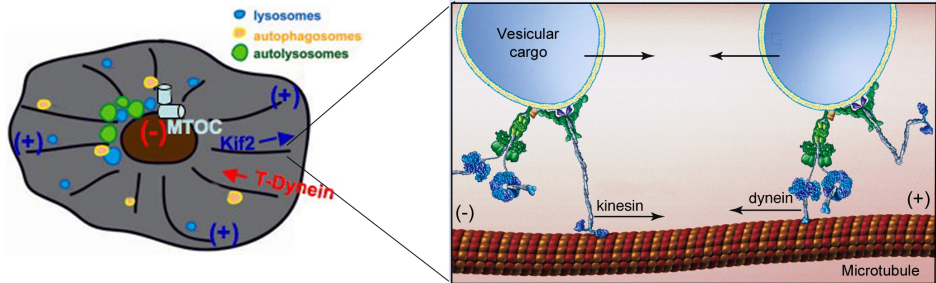 lysosomes
autophagosomes
autolysosomes
(+)
(-)
MTOC
(+)
Kif2
T-Dynein
(+)
Vesicular
cargo
kinesin
dynein
(-)
(+)
Microtubule